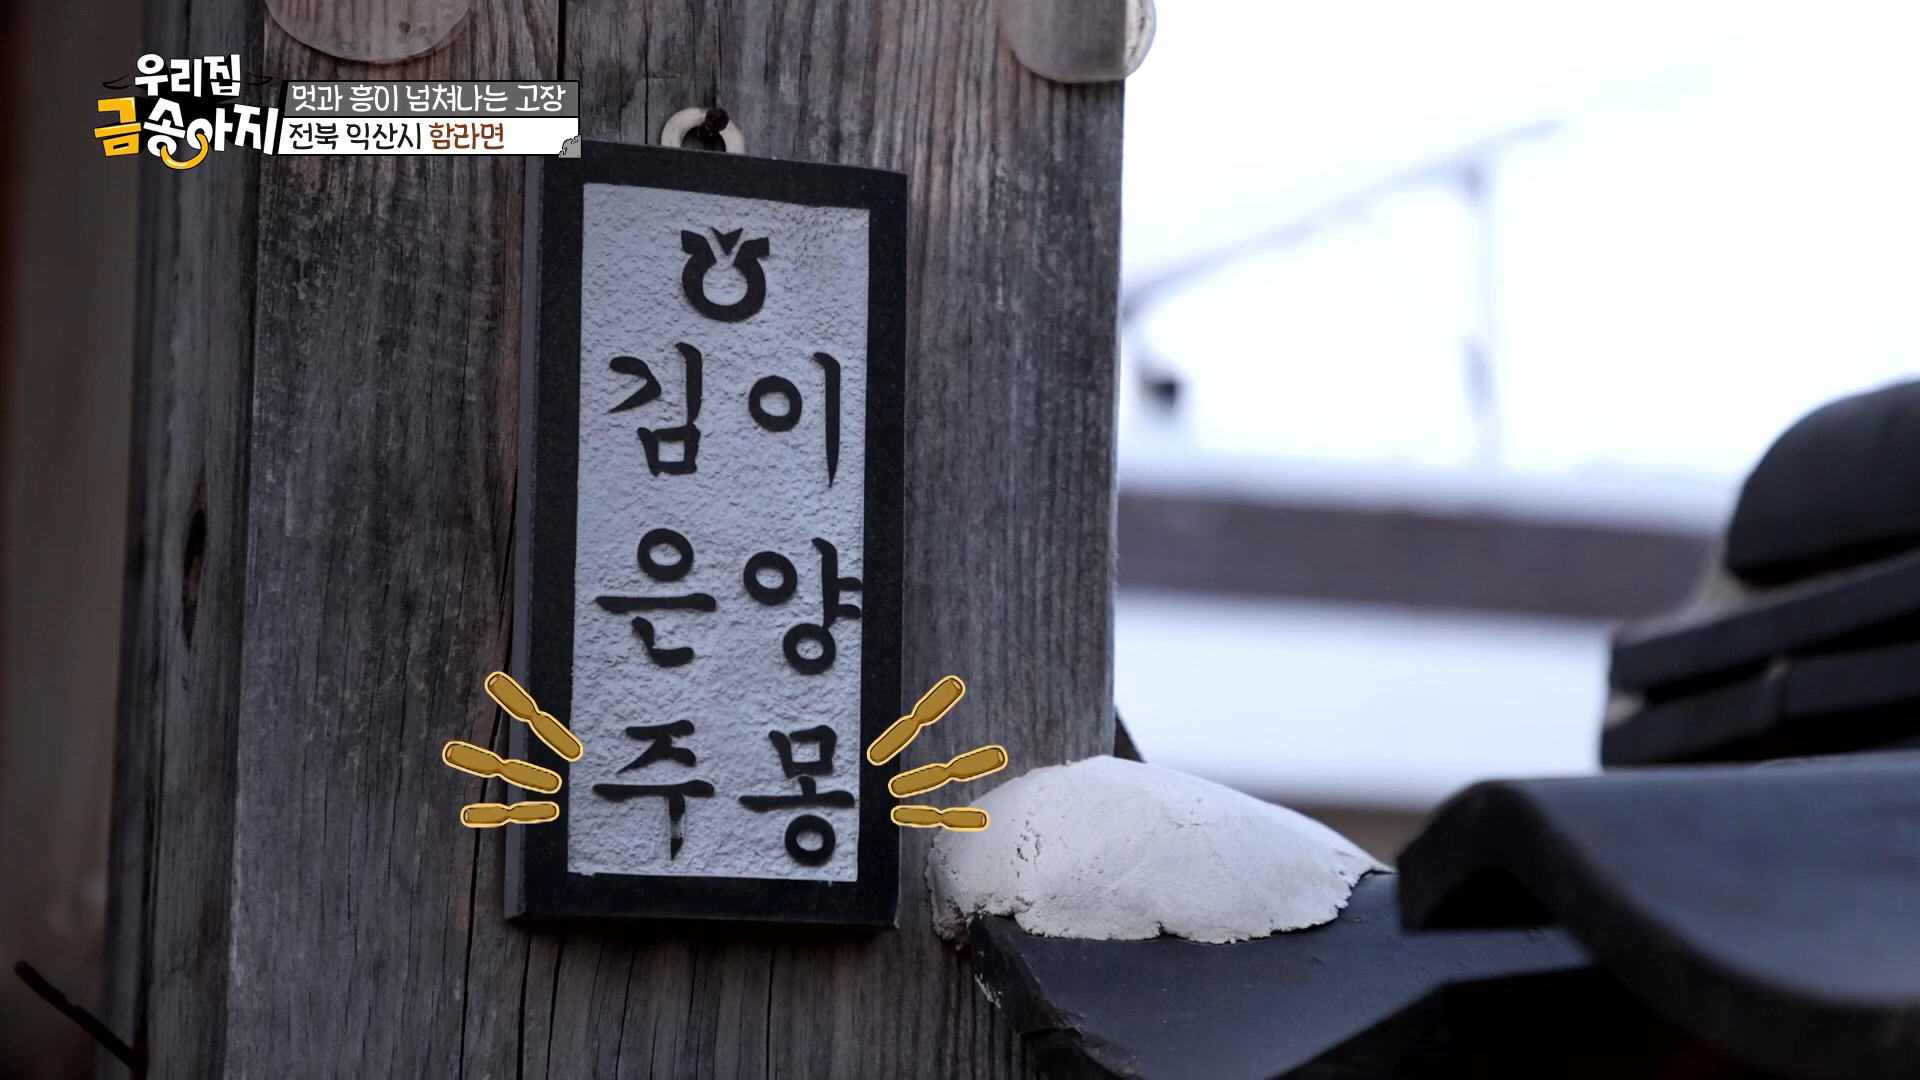 우리집
금송아지
멋과 흥이 넘쳐나는 고장
전북 익산시 함라면
이양몽
김은주